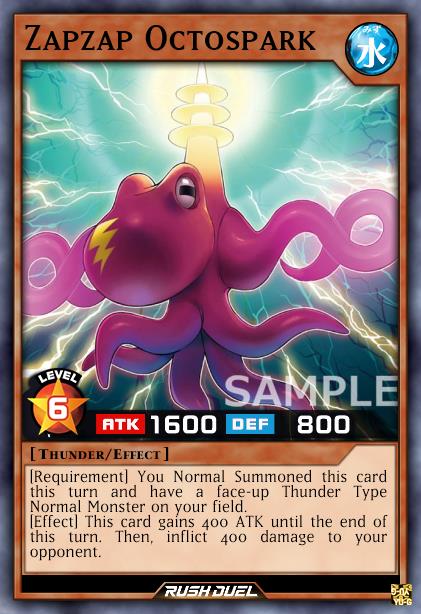 Zapzap Octospark
みず
水
SAMPLE
LEVEL
6
ATK 1600 DEF 800
[Thunder/Effect]
[Requirement] You Normal Summoned this card
this turn and have a face-up Thunder Type
Normal Monster on your field.
[Effect] This card gains 400 ATK until the end of
this turn. Then, inflict 400 damage to your
opponent.
RUSH DUEL